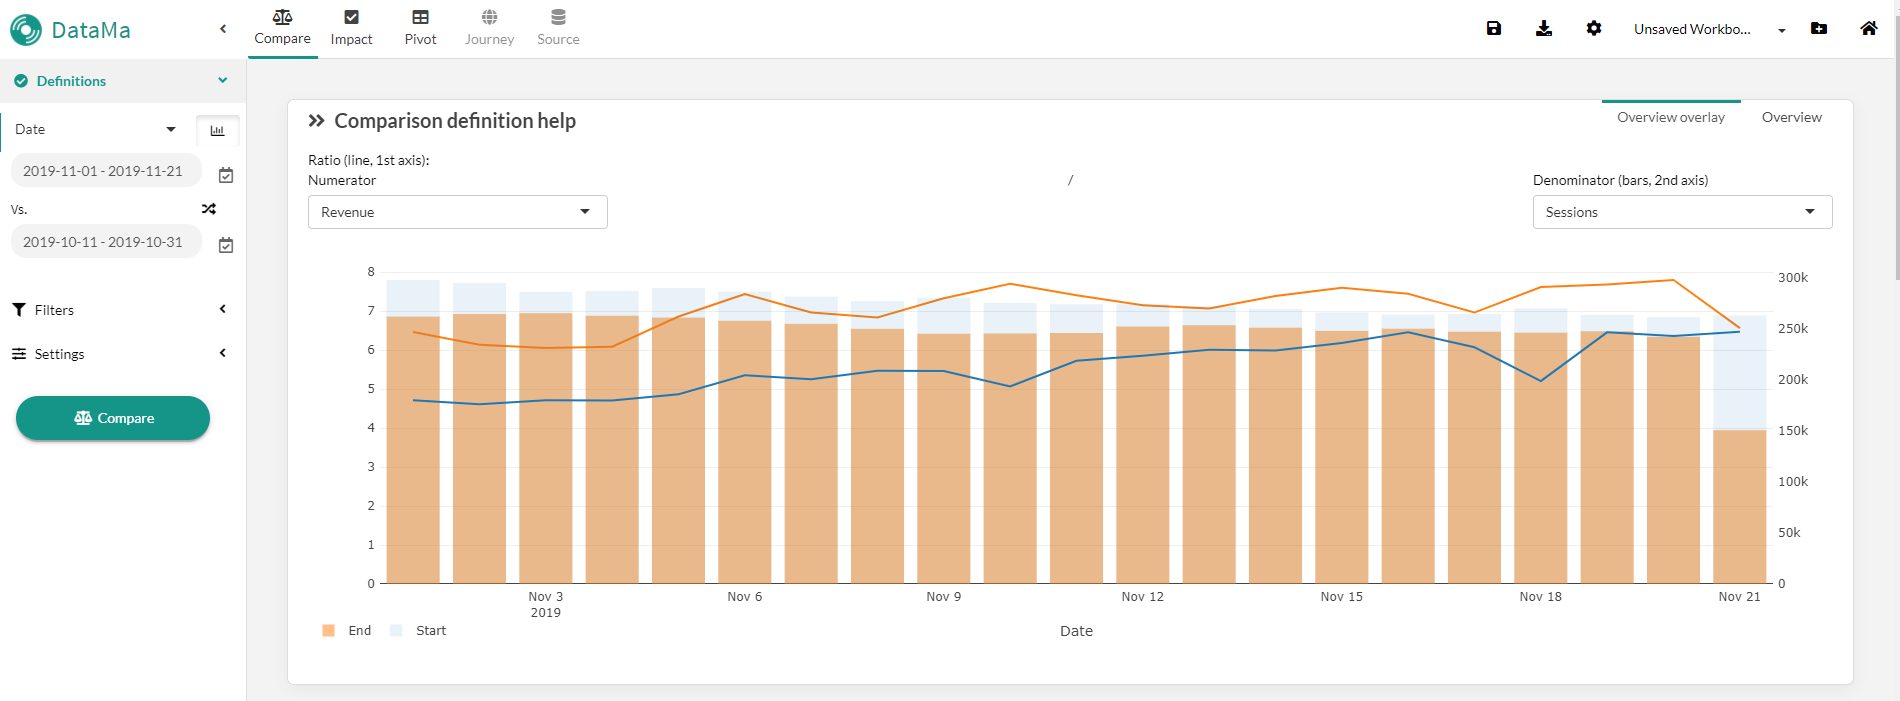 DataMa
Compare
Impact
Pivot
Journey
Source
Unsaved Workbo...
Definitions
Date
2019-11-01 - 2019-11-21
Vs.
2019-10-11 - 2019-10-31
Filters
Settings
Compare
Comparison definition help
Overview overlay
Overview
Ratio (line, 1st axis):
Numerator
/
Denominator (bars, 2nd axis)
Revenue
Sessions
8
7
6
5
4
3
2
1
0
300k
250k
200k
150k
100k
50k
0
Nov 3
2019
Nov 6
Nov 9
Nov 12
Nov 15
Nov 18
Nov 21
End
Start
Date